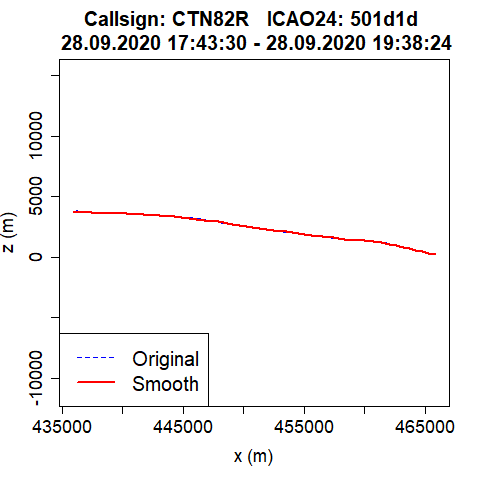 Callsign: CTN82R   ICAO24: 501d1d
28.09.2020 17:43:30 - 28.09.2020 19:38:24
z (m)
10000
5000
0
-10000
Original
Smooth
435000
445000
455000
465000
x (m)